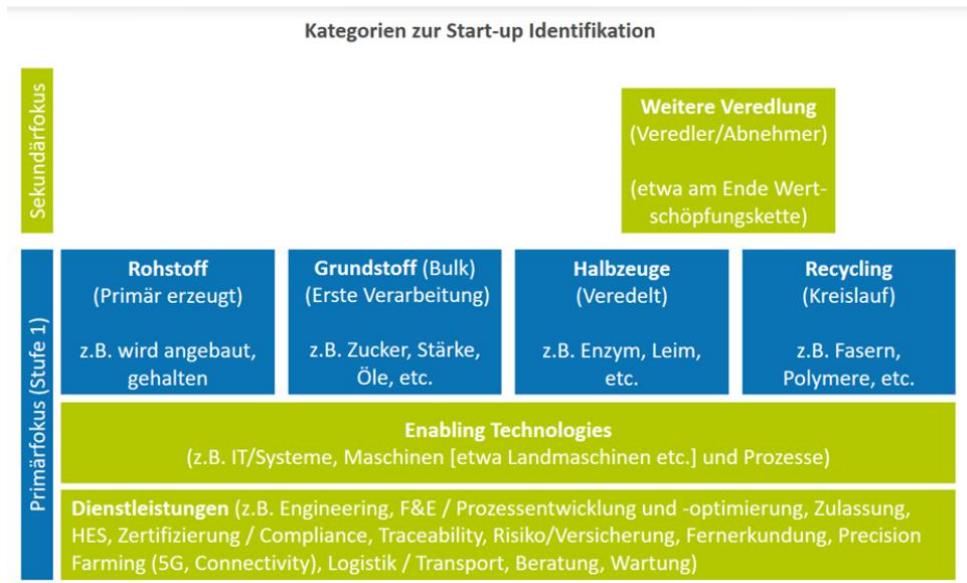 Kategorien zur Start-up Identifikation
Sekundärfokus
Weitere Veredlung
(Veredler/Abnehmer)
(etwa am Ende Wert-
schöpfungskette)
Primärfokus (Stufe 1)
Rohstoff
(Primär erzeugt)
z.B. wird angebaut,
gehalten
Grundstoff (Bulk)
(Erste Verarbeitung)
z.B. Zucker, Stärke,
Öle, etc.
Halbzeuge
(Veredelt)
z.B. Enzym, Leim,
etc.
Recycling
(Kreislauf)
z.B. Fasern,
Polymere, etc.
Enabling Technologies
(z.B. IT/Systeme, Maschinen [etwa Landmaschinen etc.] und Prozesse)
Dienstleistungen (z.B. Engineering, F&E / Prozessentwicklung und -optimierung, Zulassung,
HES, Zertifizierung / Compliance, Traceability, Risiko/Versicherung, Fernerkundung, Precision
Farming (5G, Connectivity), Logistik / Transport, Beratung, Wartung)